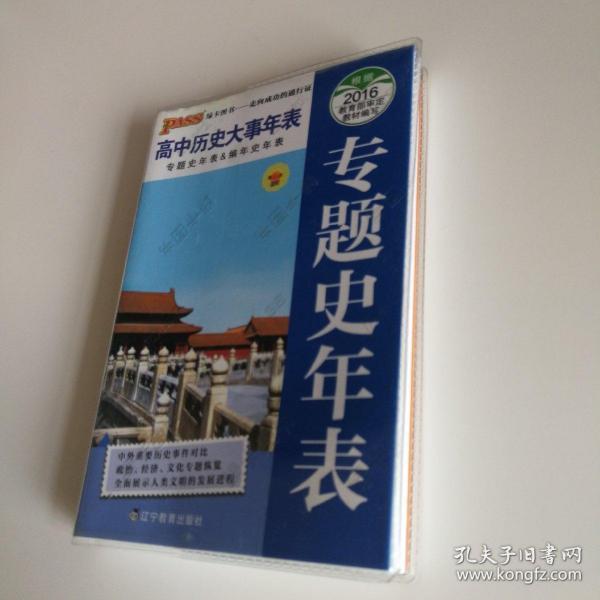 PASS 绿卡图书——走向成功的通行证
高中历史大事年表
专题史年表&编年史年表
根据
2016
教育部审定
教材编写
专题史年表
中外重要历史事件对比
政治、经济、文化专题纵览
全面展示人类文明的发展进程
辽宁教育出版社
孔夫子旧书网
www.kongfz.com